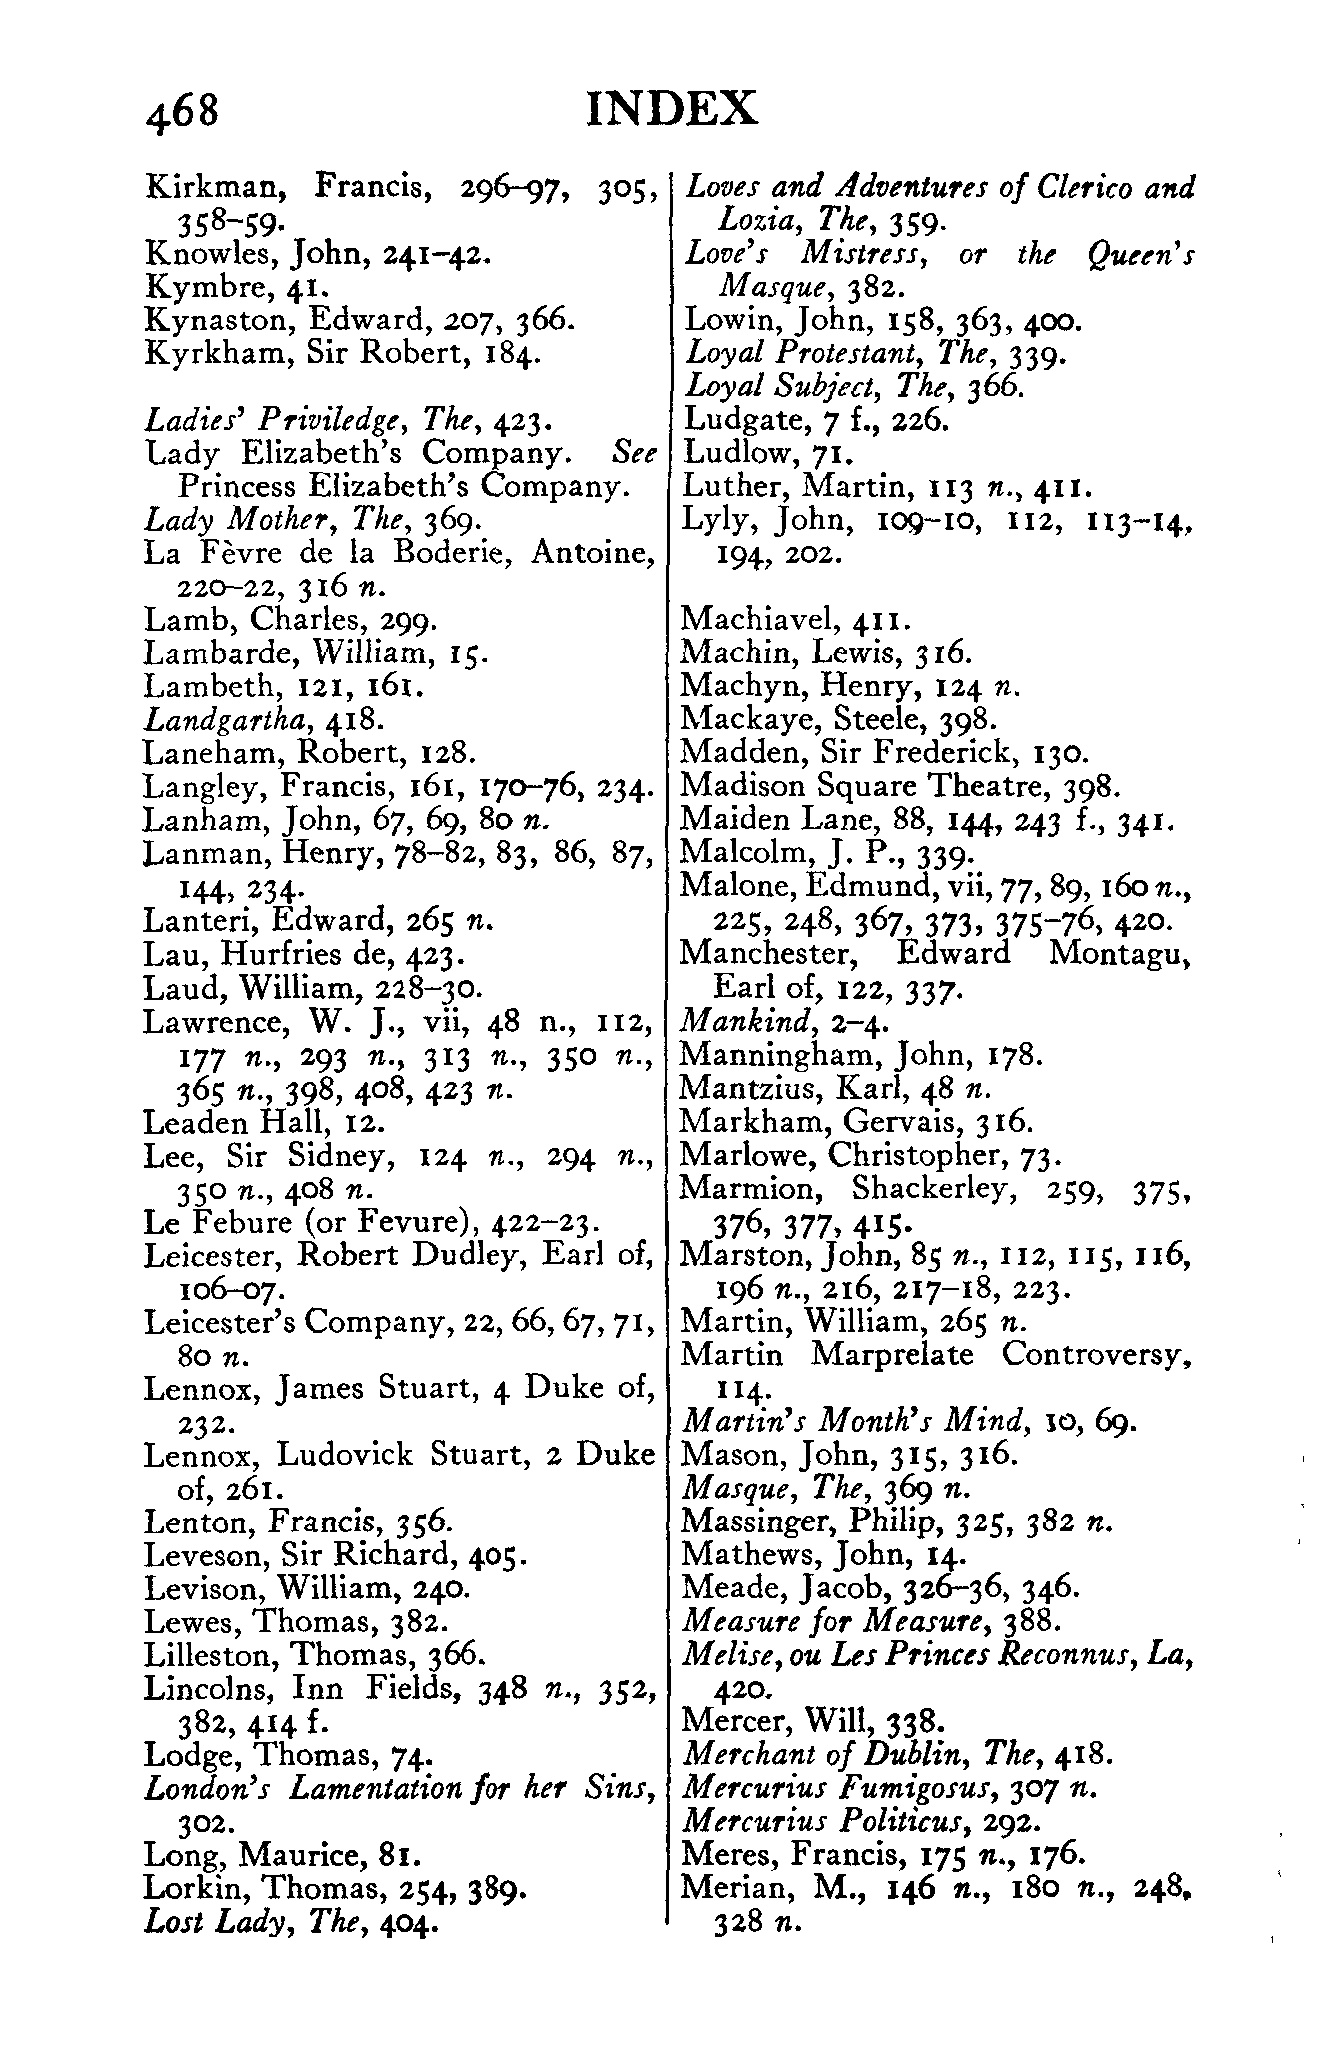 468
INDEX
Kirkman, Francis, 296–97, 305,
358–59.
Knowles, John, 241–42.
Kymbre, 41.
Kynaston, Edward, 207, 366.
Kyrkham, Sir Robert, 184.
Ladies' Priviledge, The, 423.
Lady Elizabeth's Company. See
Princess Elizabeth's Company.
Lady Mother, The, 369.
La Fèvre de la Boderie, Antoine,
220–22, 316 n.
Lamb, Charles, 299.
Lambarde, William, 15.
Lambeth, 121, 161.
Landgartha, 418.
Laneham, Robert, 128.
Langley, Francis, 161, 170–76, 234.
Lanham, John, 67, 69, 80 n.
Lanman, Henry, 78–82, 83, 86, 87,
144, 234.
Lanteri, Edward, 265 n.
Lau, Hurfries de, 423.
Laud, William, 228–30.
Lawrence, W. J., vii, 48 n., 112,
177 n., 293 n., 313 n., 350 n.,
365 n., 398, 408, 423 n.
Leaden Hall, 12.
Lee, Sir Sidney, 124 n., 294 n.,
350 n., 408 n.
Le Febure (or Fevure), 422–23.
Leicester, Robert Dudley, Earl of,
106–07.
Leicester's Company, 22, 66, 67, 71,
80 n.
Lennox, James Stuart, 4 Duke of,
232.
Lennox, Ludovick Stuart, 2 Duke
of, 261.
Lenton, Francis, 356.
Leveson, Sir Richard, 405.
Levison, William, 240.
Lewes, Thomas, 382.
Lilleston, Thomas, 366.
Lincolns, Inn Fields, 348 n., 352,
382, 414 f.
Lodge, Thomas, 74.
London's Lamentation for her Sins,
302.
Long, Maurice, 81.
Lorkin, Thomas, 254, 389.
Lost Lady, The, 404.
Loves and Adventures of Clerico and
Lozia, The, 359.
Love's Mistress, or the Queen's
Masque, 382.
Lowin, John, 158, 363, 400.
Loyal Protestant, The, 339.
Loyal Subject, The, 366.
Ludgate, 7 f., 226.
Ludlow, 71.
Luther, Martin, 113 n., 411.
Lyly, John, 109–10, 112, 113–14,
194, 202.
Machiavel, 411.
Machin, Lewis, 316.
Machyn, Henry, 124 n.
Mackaye, Steele, 398.
Madden, Sir Frederick, 130.
Madison Square Theatre, 398.
Maiden Lane, 88, 144, 243 f., 341.
Malcolm, J. P., 339.
Malone, Edmund, vii, 77, 89, 160 n.,
225, 248, 367, 373, 375–76, 420.
Manchester, Edward Montagu,
Earl of, 122, 337.
Mankind, 2–4.
Manningham, John, 178.
Mantzius, Karl, 48 n.
Markham, Gervais, 316.
Marlowe, Christopher, 73.
Marmion, Shackerley, 259, 375,
376, 377, 415.
Marston, John, 85 n., 112, 115, 116,
196 n., 216, 217–18, 223.
Martin, William, 265 n.
Martin Marprelate Controversy,
114.
Martin's Month's Mind, 10, 69.
Mason, John, 315, 316.
Masque, The, 369 n.
Massinger, Philip, 325, 382 n.
Mathews, John, 14.
Meade, Jacob, 326–36, 346.
Measure for Measure, 388.
Melise, ou Les Princes Reconnus, La,
420.
Mercer, Will, 338.
Merchant of Dublin, The, 418.
Mercurius Fumigosus, 307 n.
Mercurius Politicus, 292.
Meres, Francis, 175 n., 176.
Merian, M., 146 n., 180 n., 248,
328 n.